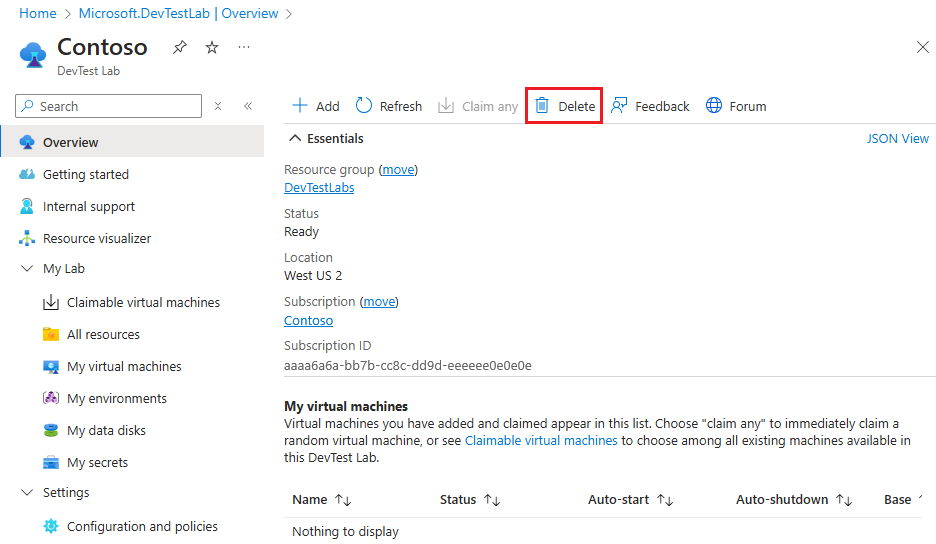 Home > Microsoft.DevTestLab | Overview >
Contoso
DevTest Lab
Search
Add Refresh Claim any Delete Feedback Forum
Overview
Getting started
Internal support
Resource visualizer
My Lab
Claimable virtual machines
All resources
My virtual machines
My environments
My data disks
My secrets
Settings
Configuration and policies
Essentials
JSON View
Resource group (move)
DevTestLabs
Status
Ready
Location
West US 2
Subscription (move)
Contoso
Subscription ID
aaaa6a6a-bb7b-cc8c-dd9d-eeeeee0e0e0e
My virtual machines
Virtual machines you have added and claimed appear in this list. Choose "claim any" to immediately claim a
random virtual machine, or see Claimable virtual machines to choose among all existing machines available in
this DevTest Lab.
Name ↑↓ Status ↑↓ Auto-start ↑↓ Auto-shutdown ↑↓ Base
Nothing to display